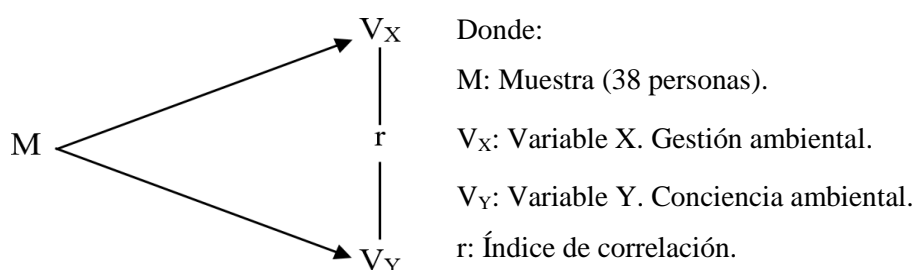 V_X
Donde:
M: Muestra (38 personas).
M
r
V_X: Variable X. Gestión ambiental.
V_Y: Variable Y. Conciencia ambiental.
V_Y
r: Índice de correlación.